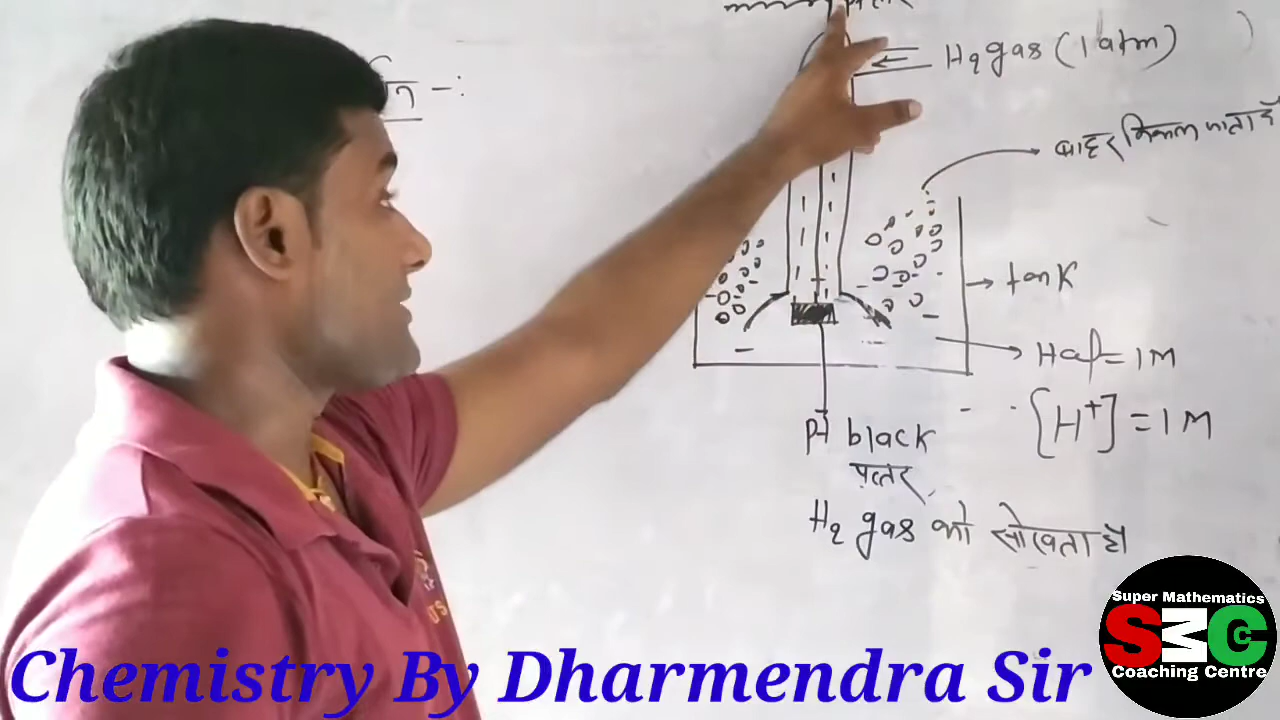 H₂ gas (1 atm)
बाहर निकल जाता है
tank
Hcl = 1M
[H⁺] = 1M
Pt black
पत्तर
H₂ gas को सोखता है
Chemistry By Dharmendra Sir
Super Mathematics
SMCc
Coaching Centre